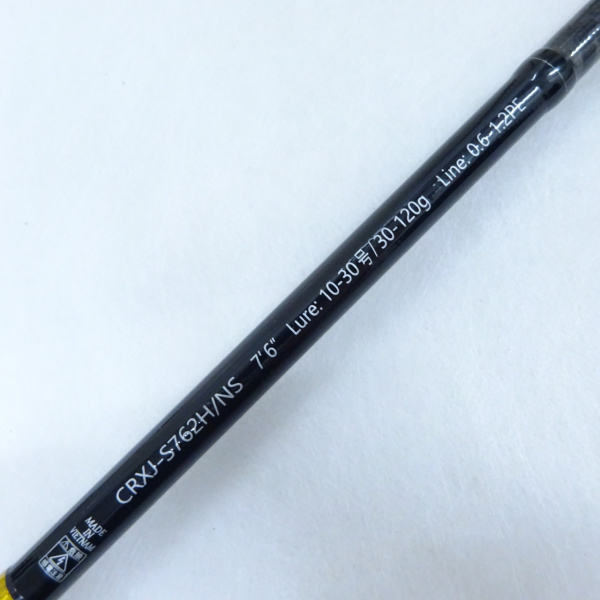 CRXJ-S762H/NS 7'6" Lure: 10-30号/30-120g Line: 0.6-1.2PE
MADE IN
VIETNAM